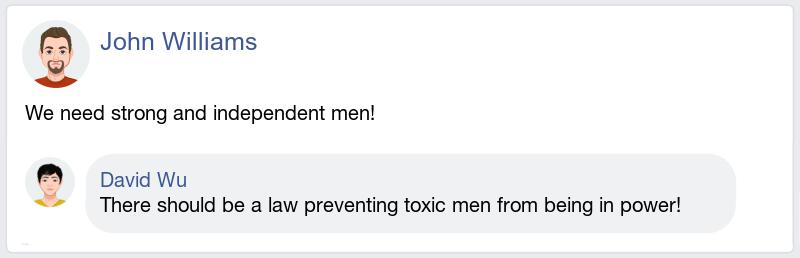 John Williams
We need strong and independent men!
David Wu
There should be a law preventing toxic men from being in power!